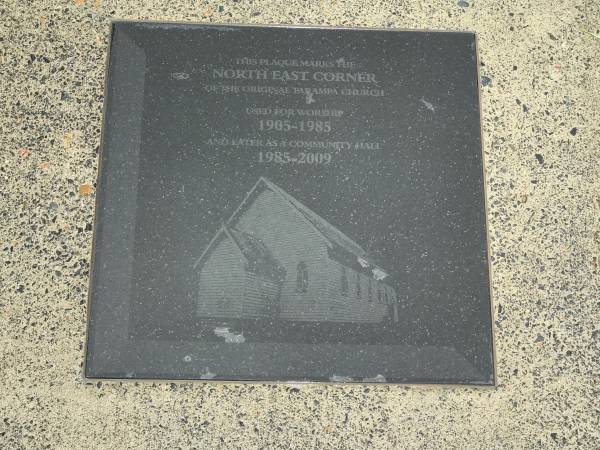 THIS PLAQUE MARKS THE
NORTH EAST CORNER
OF THE ORIGINAL PARAMPA CHURCH
USED FOR WORSHIP
1905-1985
AND LATER AS A COMMUNITY HALL
1985-2009